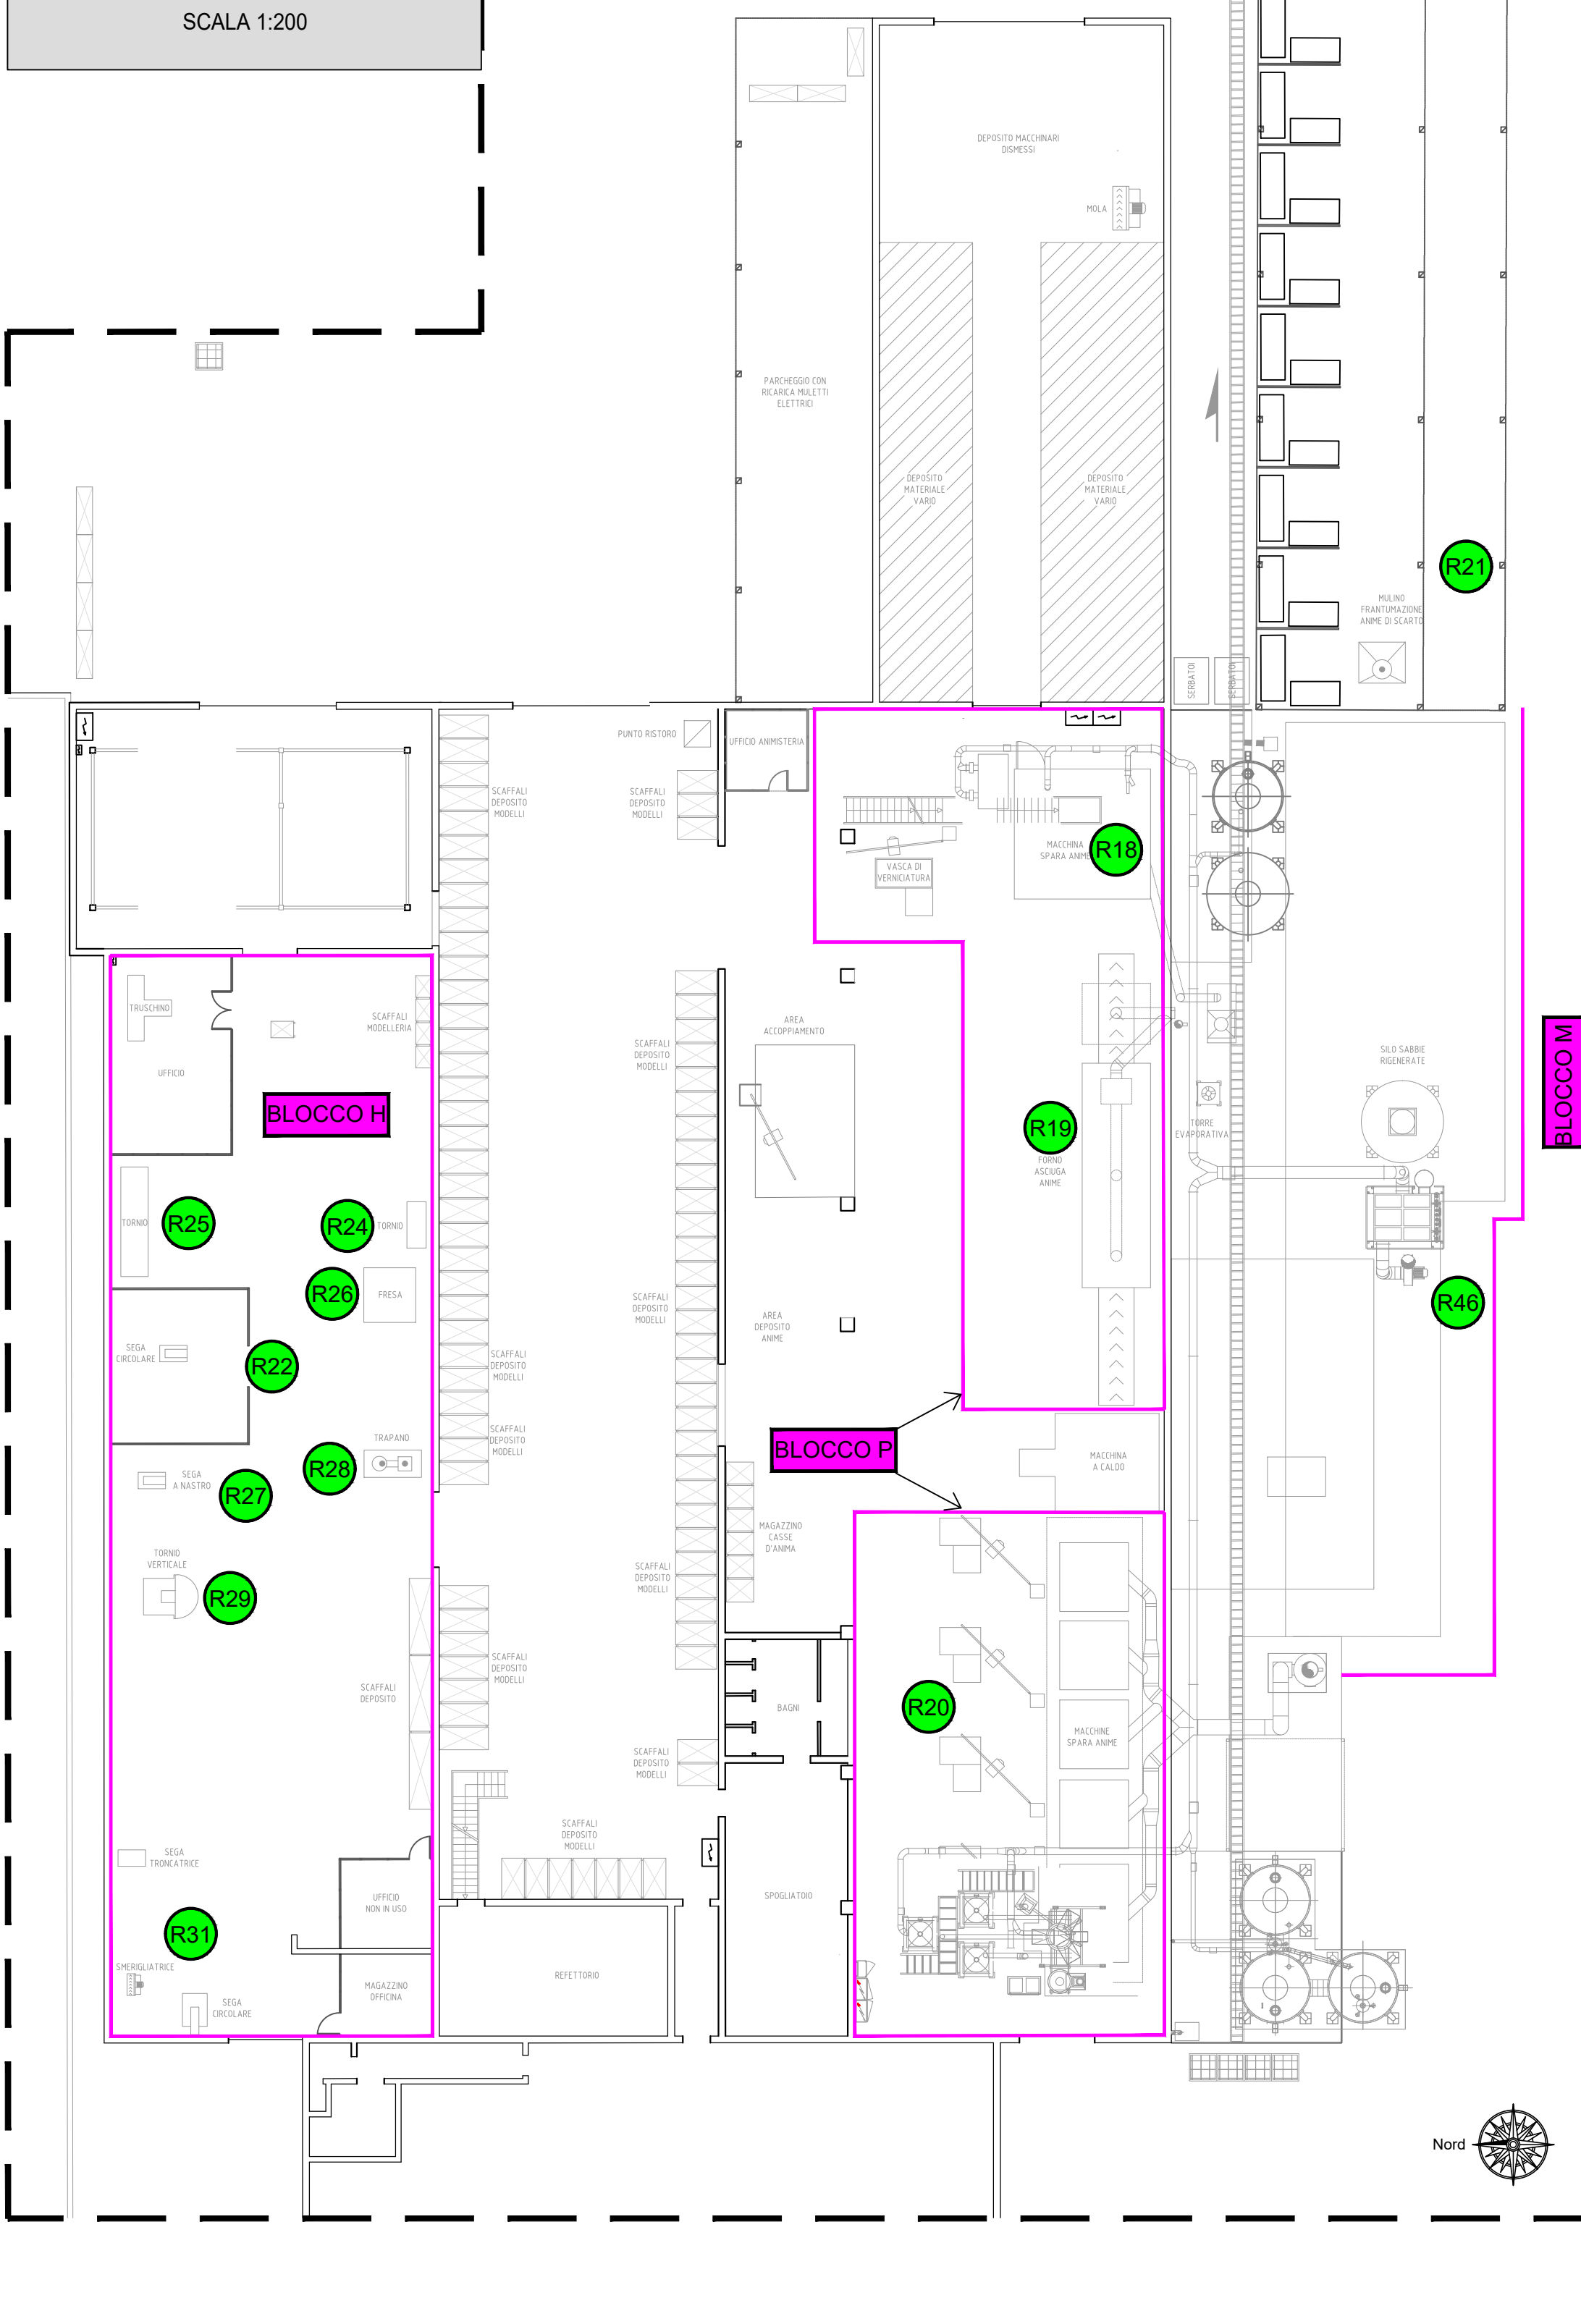 SCALA 1:200
DEPOSITO MACCHINARI
DISMESSI
MOLA
PARCHEGGIO CON
RICARICA MULETTI
ELETTRICI
DEPOSITO
MATERIALE
VARIO
DEPOSITO
MATERIALE
VARIO
R21
MULINO
FRANTUMAZIONE
ANIME DI SCARTO
SERBATOI
SERBATOI
PUNTO RISTORO
UFFICIO ANIMISTERIA
SCAFFALI
DEPOSITO
MODELLI
SCAFFALI
DEPOSITO
MODELLI
MACCHINA
SPARA ANIME
R18
VASCA DI
VERNICIATURA
TRUSCHINO
SCAFFALI
MODELLERIA
UFFICIO
AREA
ACCOPPIAMENTO
SCAFFALI
DEPOSITO
MODELLI
SILO SABBIE
RIGENERATE
BLOCCO M
BLOCCO H
R19
FORNO
ASCIUGA
ANIME
TORRE
EVAPORATIVA
TORNIO
R25
R24
TORNIO
R26
FRESA
SCAFFALI
DEPOSITO
MODELLI
AREA
DEPOSITO
ANIME
R46
SEGA
CIRCOLARE
R22
SCAFFALI
DEPOSITO
MODELLI
TRAPANO
R28
SCAFFALI
DEPOSITO
MODELLI
BLOCCO P
MACCHINA
A CALDO
SEGA
A NASTRO
R27
MAGAZZINO
CASSE
D'ANIMA
TORNIO
VERTICALE
R29
SCAFFALI
DEPOSITO
MODELLI
SCAFFALI
DEPOSITO
SCAFFALI
DEPOSITO
MODELLI
BAGNI
R20
MACCHINE
SPARA ANIME
SCAFFALI
DEPOSITO
MODELLI
SCAFFALI
DEPOSITO
MODELLI
SEGA
TRONCATRICE
UFFICIO
NON IN USO
SPOGLIATOIO
R31
SMERIGLIATRICE
MAGAZZINO
OFFICINA
REFETTORIO
SEGA
CIRCOLARE
Nord